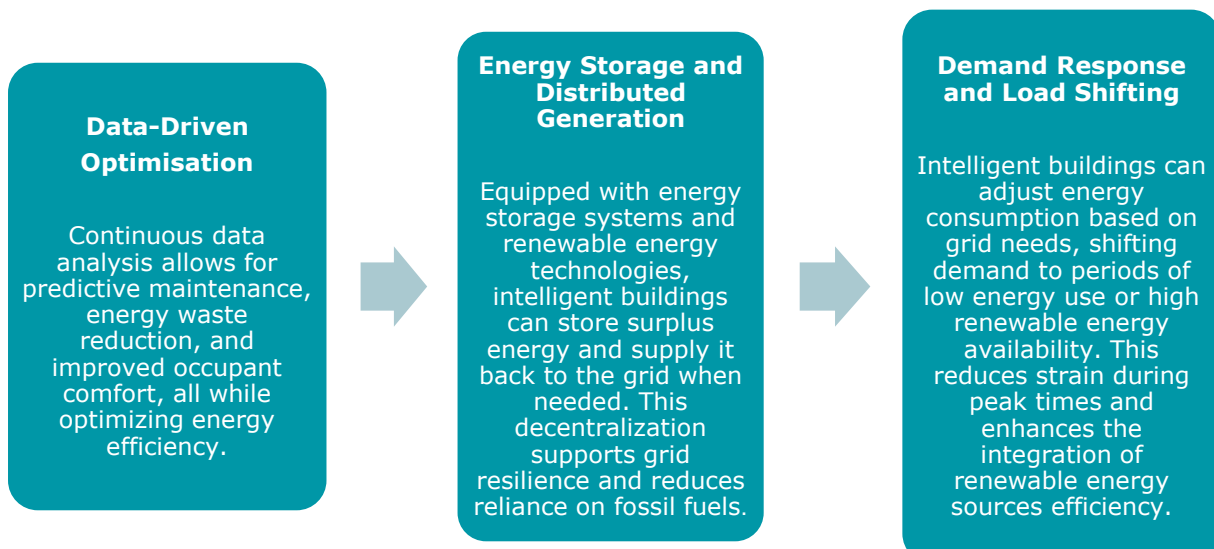 Data-Driven
Optimisation
Continuous data
analysis allows for
predictive maintenance,
energy waste
reduction, and
improved occupant
comfort, all while
optimizing energy
efficiency.
Energy Storage and
Distributed
Generation
Equipped with energy
storage systems and
renewable energy
technologies,
intelligent buildings
can store surplus
energy and supply it
back to the grid when
needed. This
decentralization
supports grid
resilience and reduces
reliance on fossil fuels.
Demand Response
and Load Shifting
Intelligent buildings can
adjust energy
consumption based on
grid needs, shifting
demand to periods of
low energy use or high
renewable energy
availability. This
reduces strain during
peak times and
enhances the
integration of
renewable energy
sources efficiency.